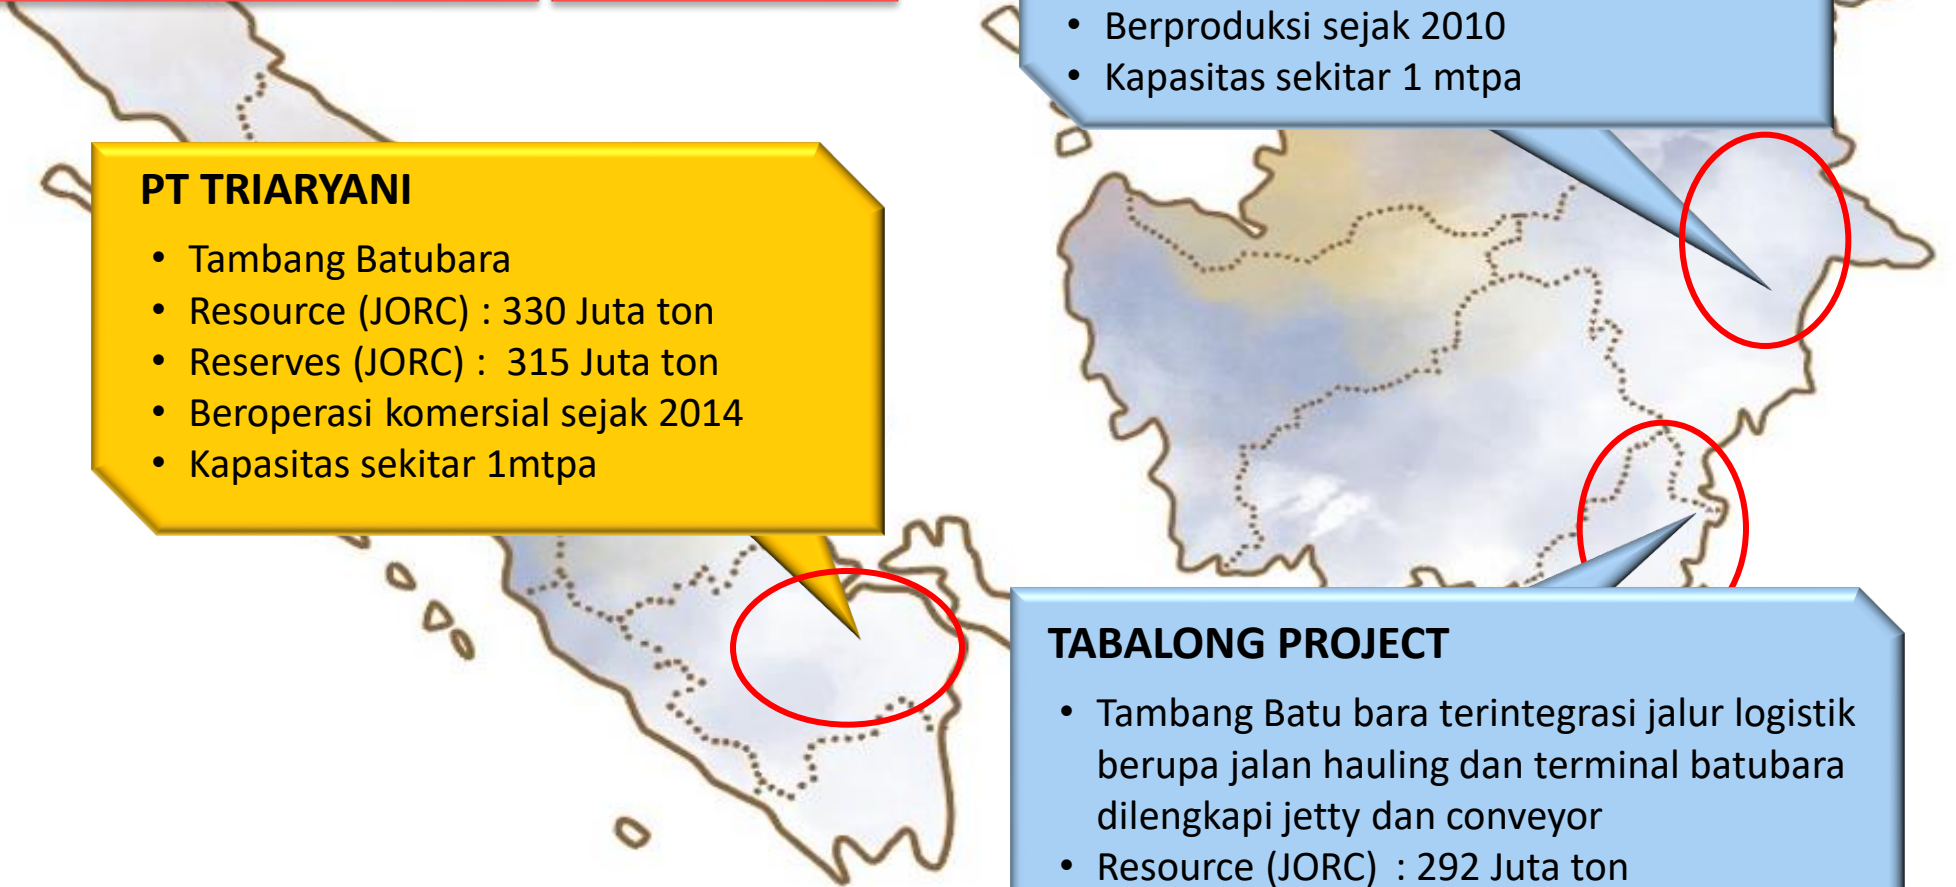 • Berproduksi sejak 2010
• Kapasitas sekitar 1 mtpa
PT TRIARYANI
• Tambang Batubara
• Resource (JORC) : 330 Juta ton
• Reserves (JORC) : 315 Juta ton
• Beroperasi komersial sejak 2014
• Kapasitas sekitar 1mtpa
TABALONG PROJECT
• Tambang Batu bara terintegrasi jalur logistik
berupa jalan hauling dan terminal batubara
dilengkapi jetty dan conveyor
• Resource (JORC) : 292 Juta ton